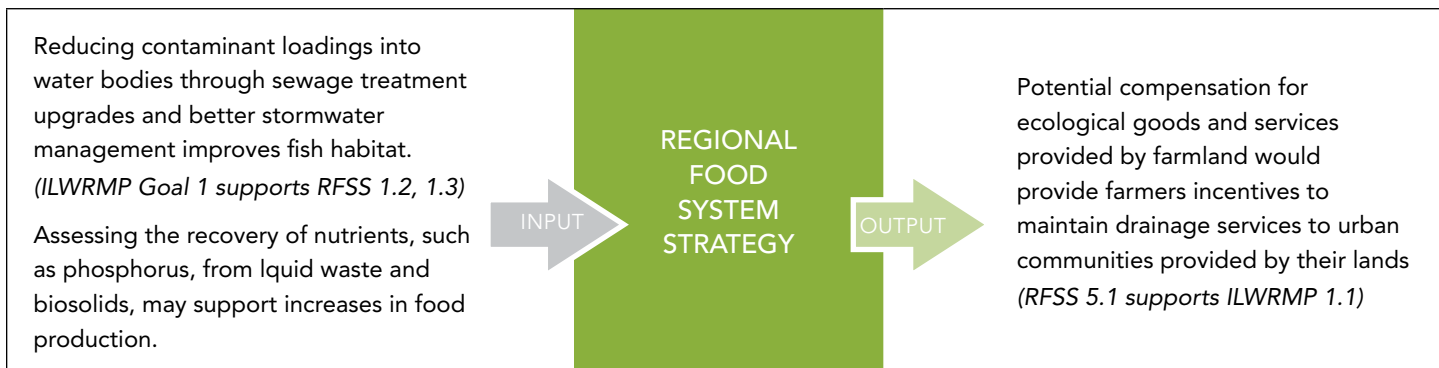 Reducing contaminant loadings into
water bodies through sewage treatment
upgrades and better stormwater
management improves fish habitat.
(ILWRMP Goal 1 supports RFSS 1.2, 1.3)
Assessing the recovery of nutrients, such
as phosphorus, from lquid waste and
biosolids, may support increases in food
production.
INPUT
REGIONAL
FOOD
SYSTEM
STRATEGY
OUTPUT
Potential compensation for
ecological goods and services
provided by farmland would
provide farmers incentives to
maintain drainage services to urban
communities provided by their lands
(RFSS 5.1 supports ILWRMP 1.1)